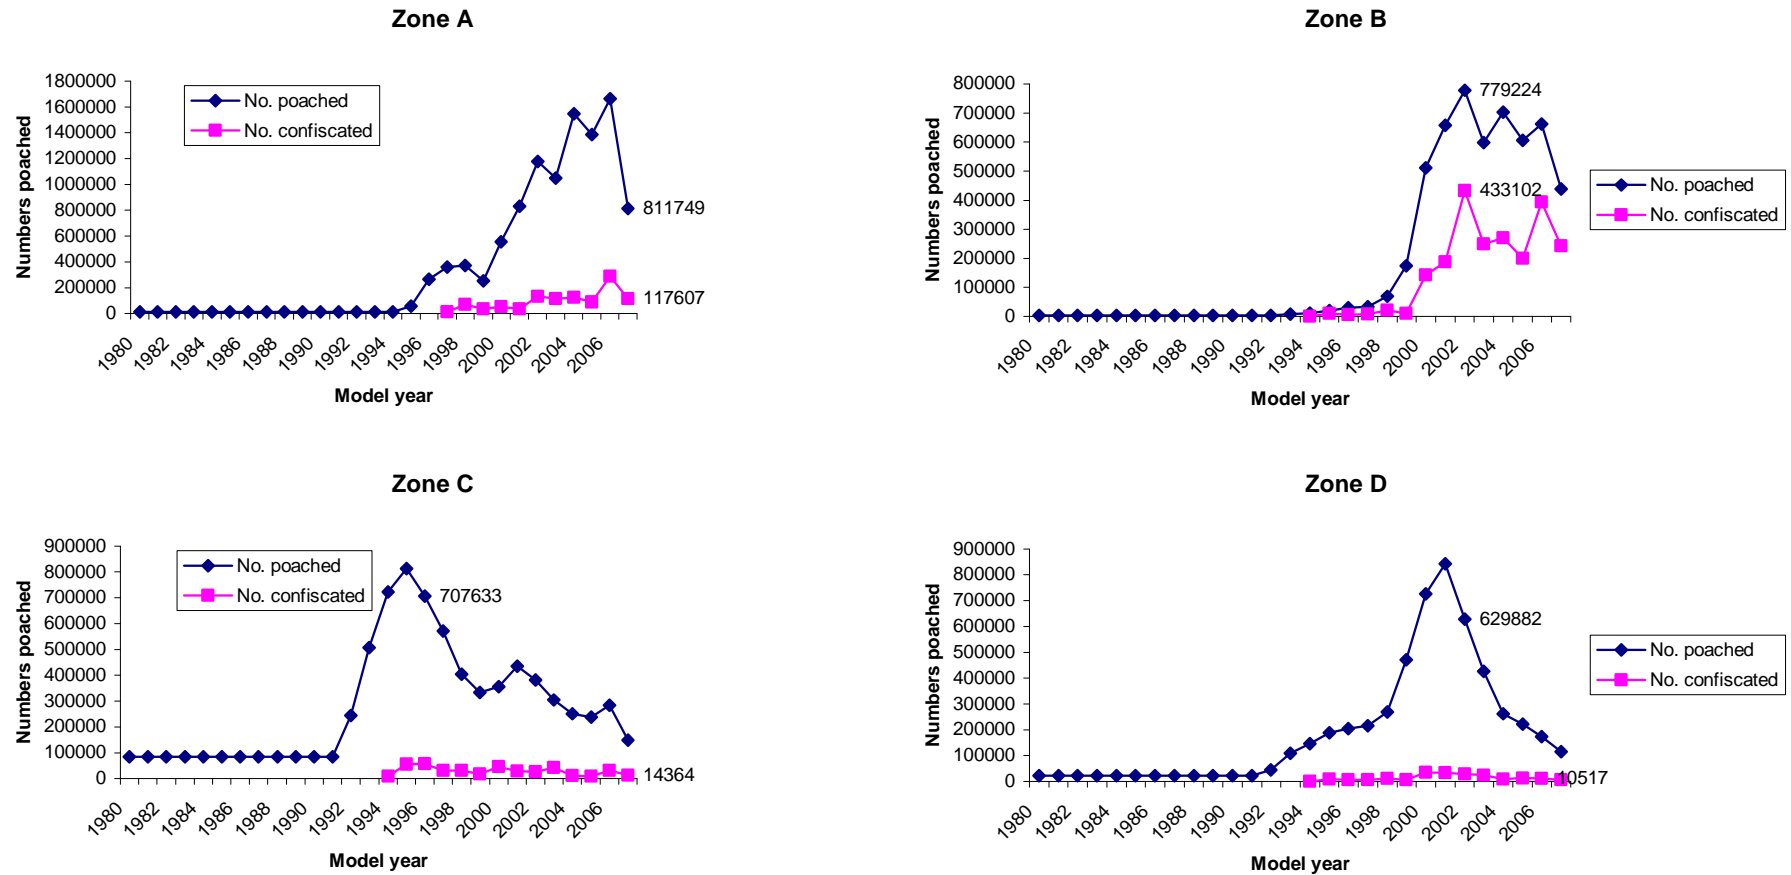 Zone A
1800000
1600000
1400000
1200000
1000000
800000
600000
400000
200000
0
Numbers poached
No. poached
No. confiscated
811749
117607
1980 1982 1984 1986 1988 1990 1992 1994 1996 1998 2000 2002 2004 2006
Model year
Zone B
800000
700000
600000
500000
400000
300000
200000
100000
0
Numbers poached
779224
433102
No. poached
No. confiscated
1980 1982 1984 1986 1988 1990 1992 1994 1996 1998 2000 2002 2004 2006
Model year
Zone C
900000
800000
700000
600000
500000
400000
300000
200000
100000
0
Numbers poached
No. poached
No. confiscated
707633
14364
1980 1982 1984 1986 1988 1990 1992 1994 1996 1998 2000 2002 2004 2006
Model year
Zone D
900000
800000
700000
600000
500000
400000
300000
200000
100000
0
Numbers poached
629882
10517
No. poached
No. confiscated
1980 1982 1984 1986 1988 1990 1992 1994 1996 1998 2000 2002 2004 2006
Model year